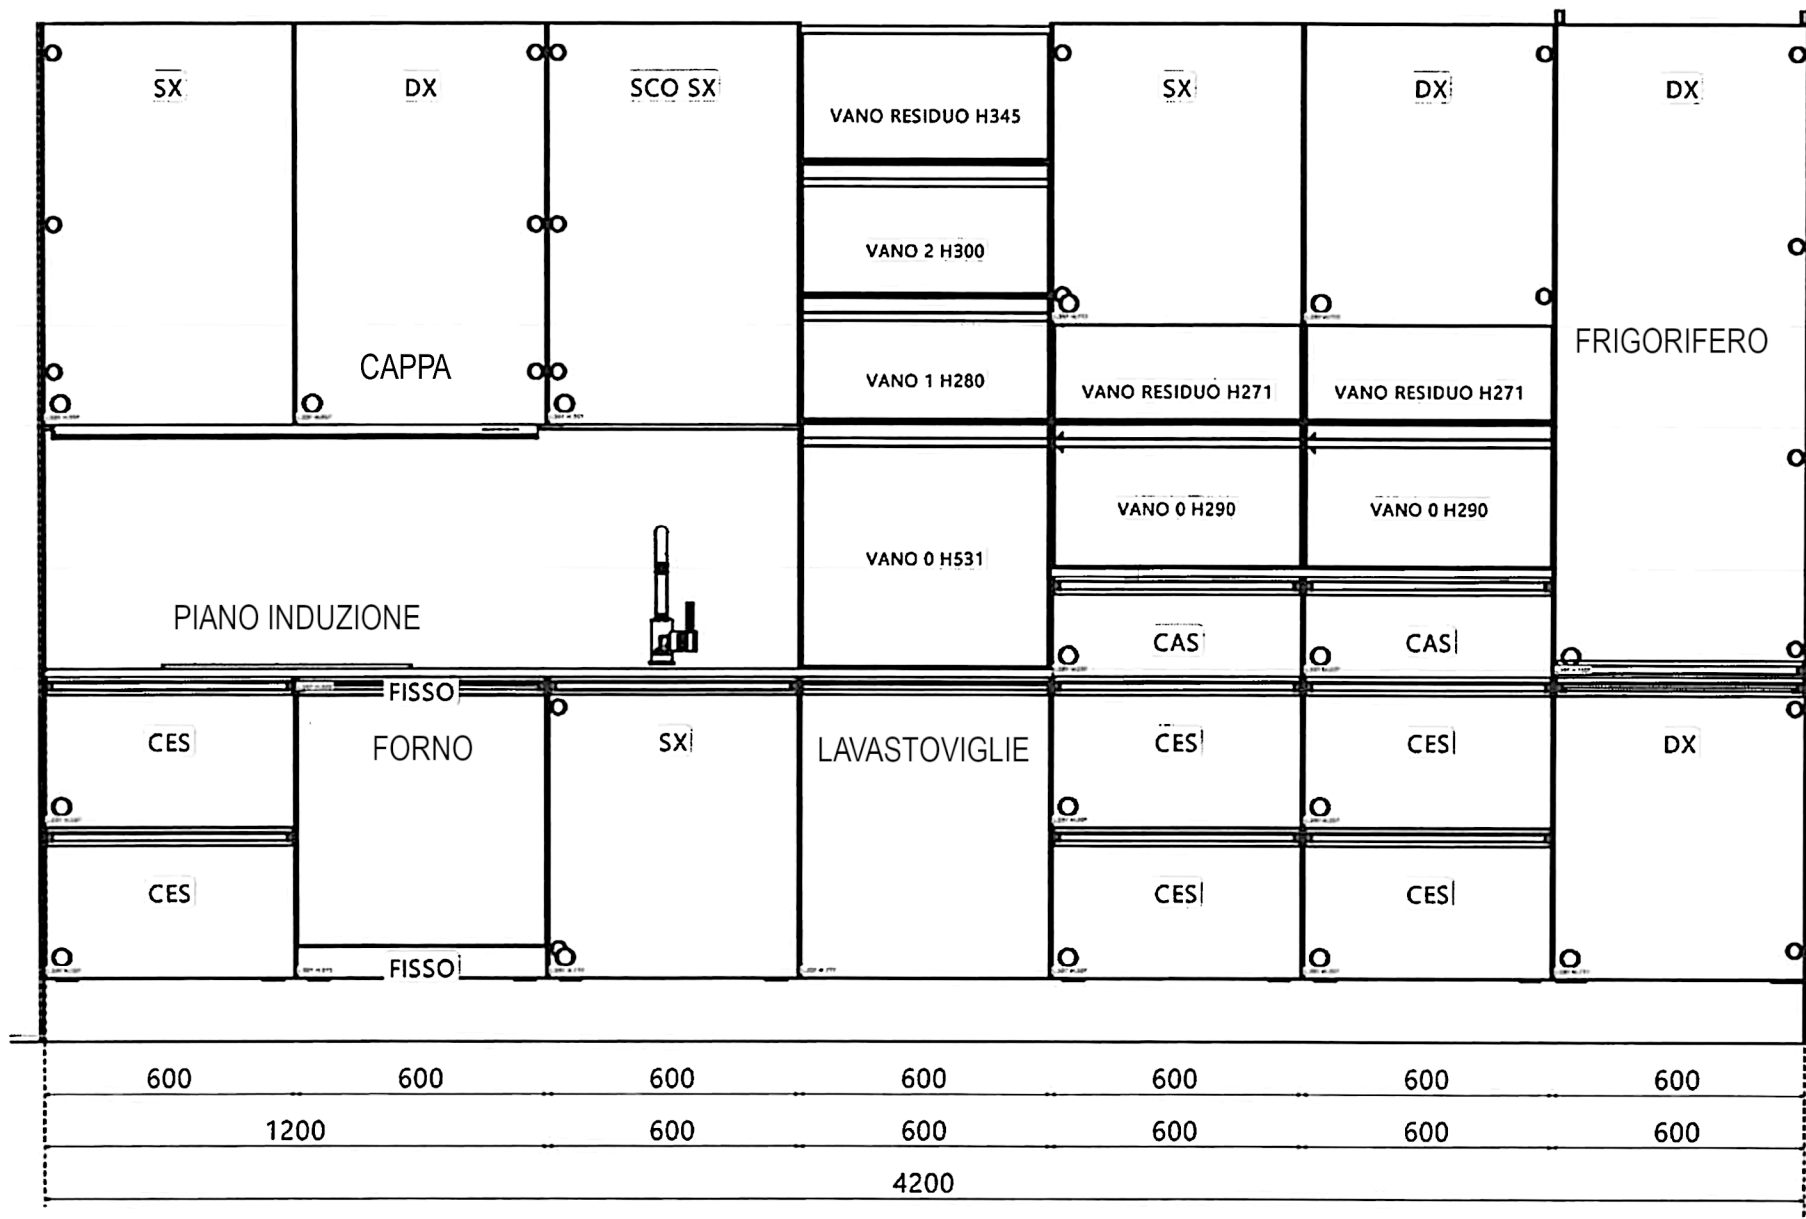 SX DX SCO SX SX DX DX
VANO RESIDUO H345
VANO 2 H300
FRIGORIFERO
CAPPA
VANO 1 H280
VANO RESIDUO H271 VANO RESIDUO H271
VANO 0 H290 VANO 0 H290
VANO 0 H531
PIANO INDUZIONE
CAS CAS
FISSO
CES FORNO SX LAVASTOVIGLIE CES CES DX
CES CES CES
FISSO
600 600 600 600 600 600 600
1200 600 600 600 600 600
4200